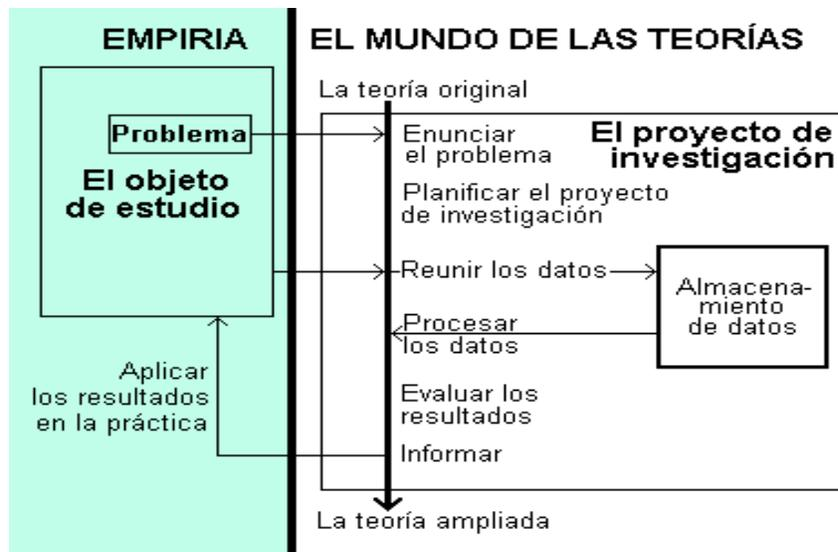 EMPIRIA
EL MUNDO DE LAS TEORÍAS
La teoría original
Problema
El objeto
de estudio
El proyecto de
investigación
Enunciar
el problema
Planificar el proyecto
de investigación
Reunir los datos
Almacena-
miento
de datos
Procesar
los datos
Evaluar los
resultados
Informar
Aplicar
los resultados
en la práctica
La teoría ampliada